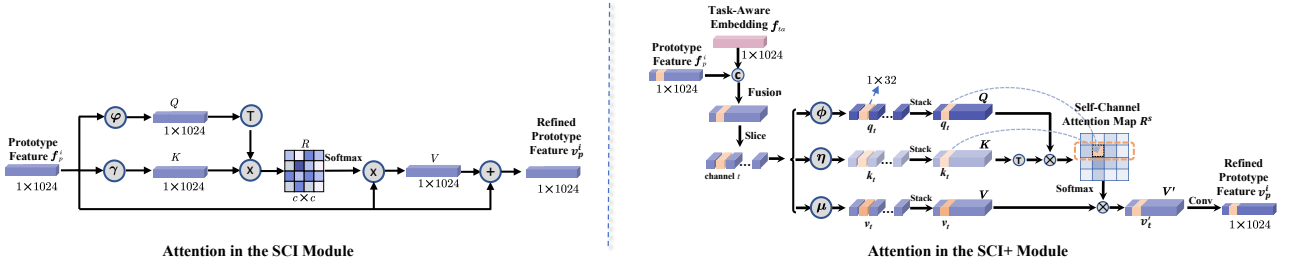 Prototype
Feature f_p^i
1×1024
φ
γ
Q
1×1024
K
1×1024
T
X
R
c×c
Softmax
X
V
1×1024
+
Refined
Prototype
Feature v_p^i
1×1024
Attention in the SCI Module
Task-Aware
Embedding f_ta
1×1024
Prototype
Feature f_p^i
1×1024
C
Fusion
Slice
channel t
...
ϕ
η
μ
1×32
q_t
...
Stack
q_t
Q
k_t
...
Stack
k_t
K
T
v_t
...
Stack
v_t
V
Self-Channel
Attention Map R^s
Softmax
V'
v_t'
Conv
Refined
Prototype
Feature v_p^i
1×1024
Attention in the SCI+ Module